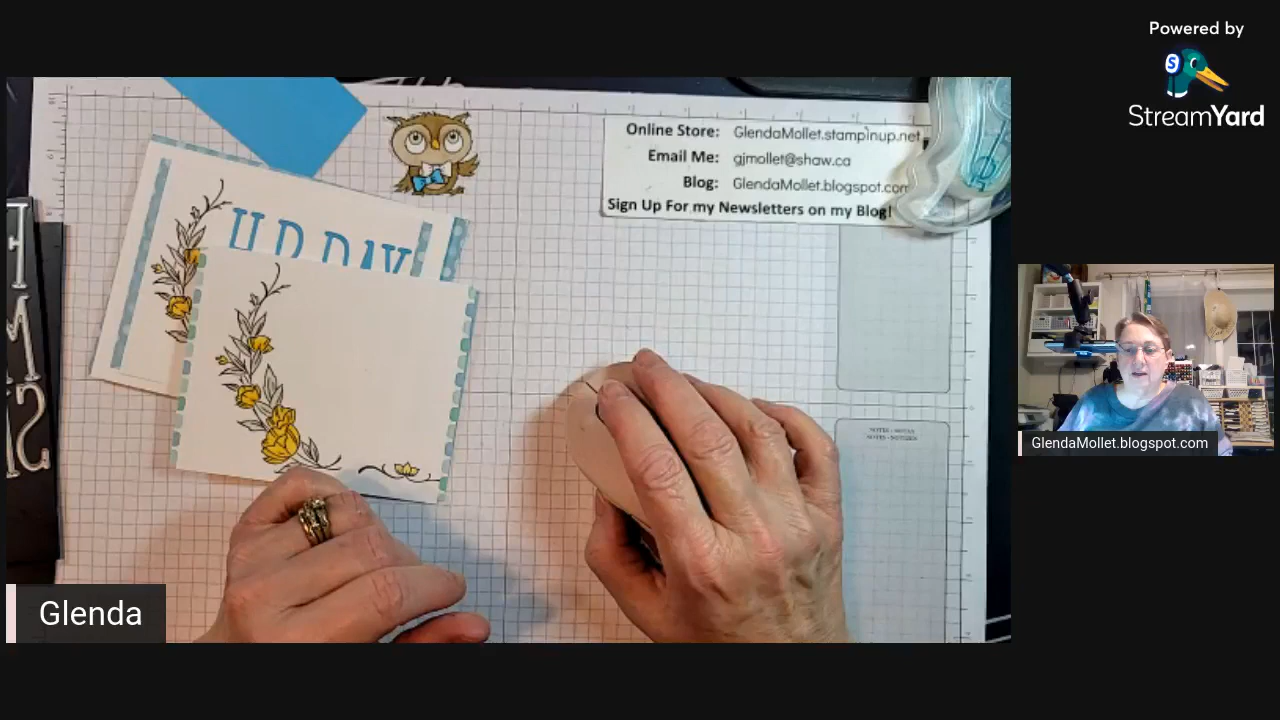 Powered by
StreamYard
Online Store: GlendaMollet.stampinup.net
Email Me: gjmollet@shaw.ca
Blog: GlendaMollet.blogspot.com
Sign Up For my Newsletters on my Blog!
GlendaMollet.blogspot.com
Glenda